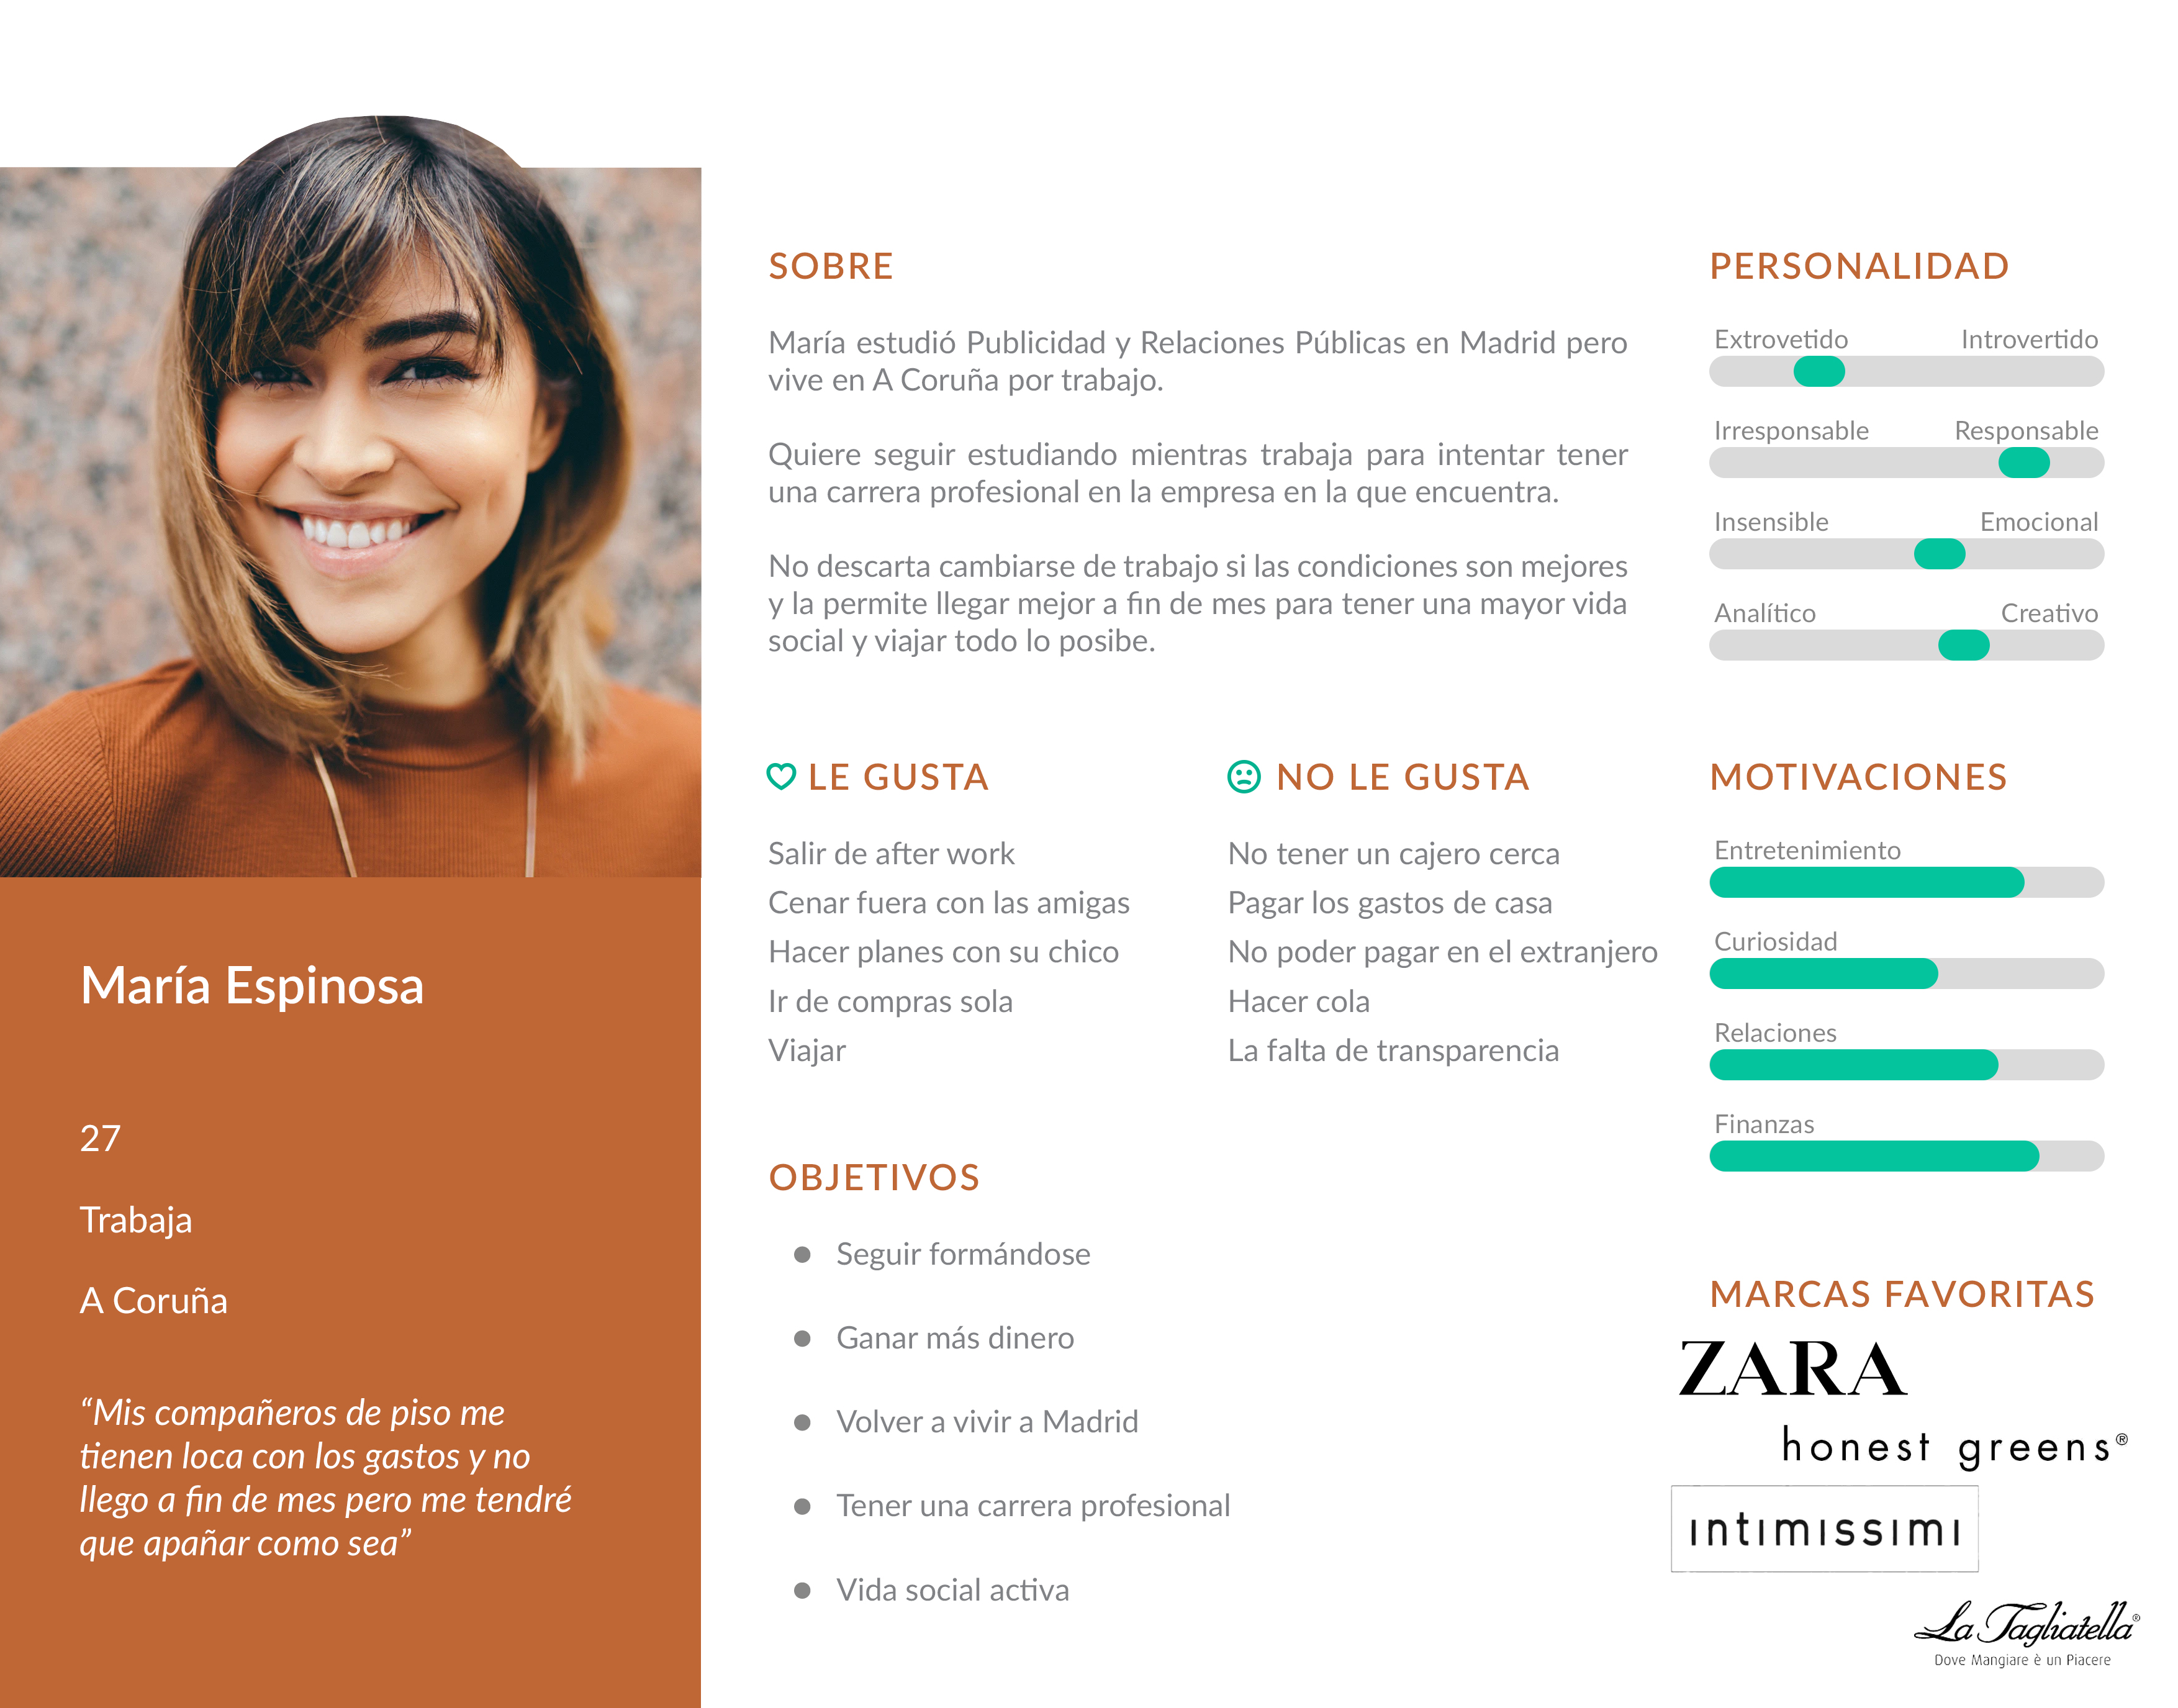 María Espinosa
27
Trabaja
A Coruña
“Mis compañeros de piso me
tienen loca con los gastos y no
llego a fin de mes pero me tendré
que apañar como sea”
SOBRE
María estudió Publicidad y Relaciones Públicas en Madrid pero
vive en A Coruña por trabajo.
Quiere seguir estudiando mientras trabaja para intentar tener
una carrera profesional en la empresa en la que encuentra.
No descarta cambiarse de trabajo si las condiciones son mejores
y la permite llegar mejor a fin de mes para tener una mayor vida
social y viajar todo lo posibe.
LE GUSTA
Salir de after work
Cenar fuera con las amigas
Hacer planes con su chico
Ir de compras sola
Viajar
NO LE GUSTA
No tener un cajero cerca
Pagar los gastos de casa
No poder pagar en el extranjero
Hacer cola
La falta de transparencia
OBJETIVOS
● Seguir formándose
● Ganar más dinero
● Volver a vivir a Madrid
● Tener una carrera profesional
● Vida social activa
PERSONALIDAD
Extrovetido Introvertido
Irresponsable Responsable
Insensible Emocional
Analítico Creativo
MOTIVACIONES
Entretenimiento
Curiosidad
Relaciones
Finanzas
MARCAS FAVORITAS
ZARA
honest greens®
intimissimi
La Tagliatella®
Dove Mangiare è un Piacere